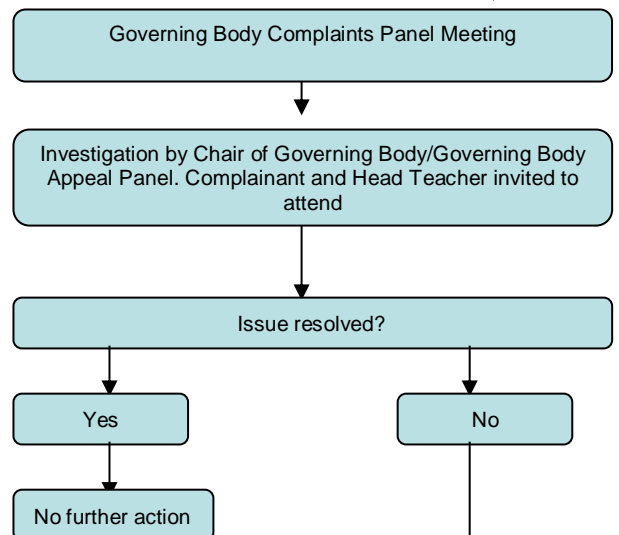 Governing Body Complaints Panel Meeting
Investigation by Chair of Governing Body/Governing Body
Appeal Panel. Complainant and Head Teacher invited to
attend
Issue resolved?
Yes
No
No further action